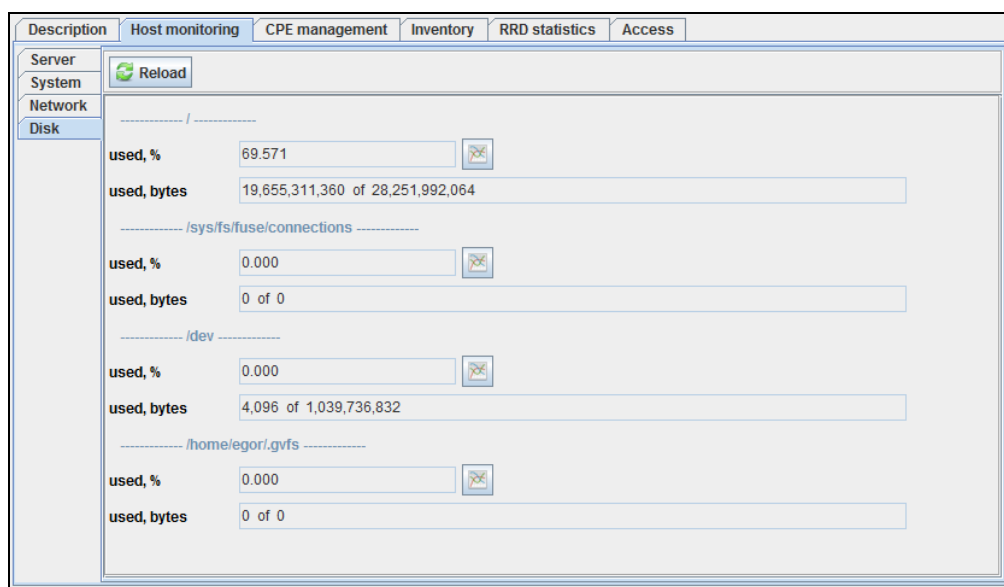 Description Host monitoring CPE management Inventory RRD statistics Access
Server
System
Network
Disk
Reload
------------- / -------------
used, % 69.571
used, bytes 19,655,311,360 of 28,251,992,064
------------- /sys/fs/fuse/connections -------------
used, % 0.000
used, bytes 0 of 0
------------- /dev -------------
used, % 0.000
used, bytes 4,096 of 1,039,736,832
------------- /home/egor/.gvfs -------------
used, % 0.000
used, bytes 0 of 0